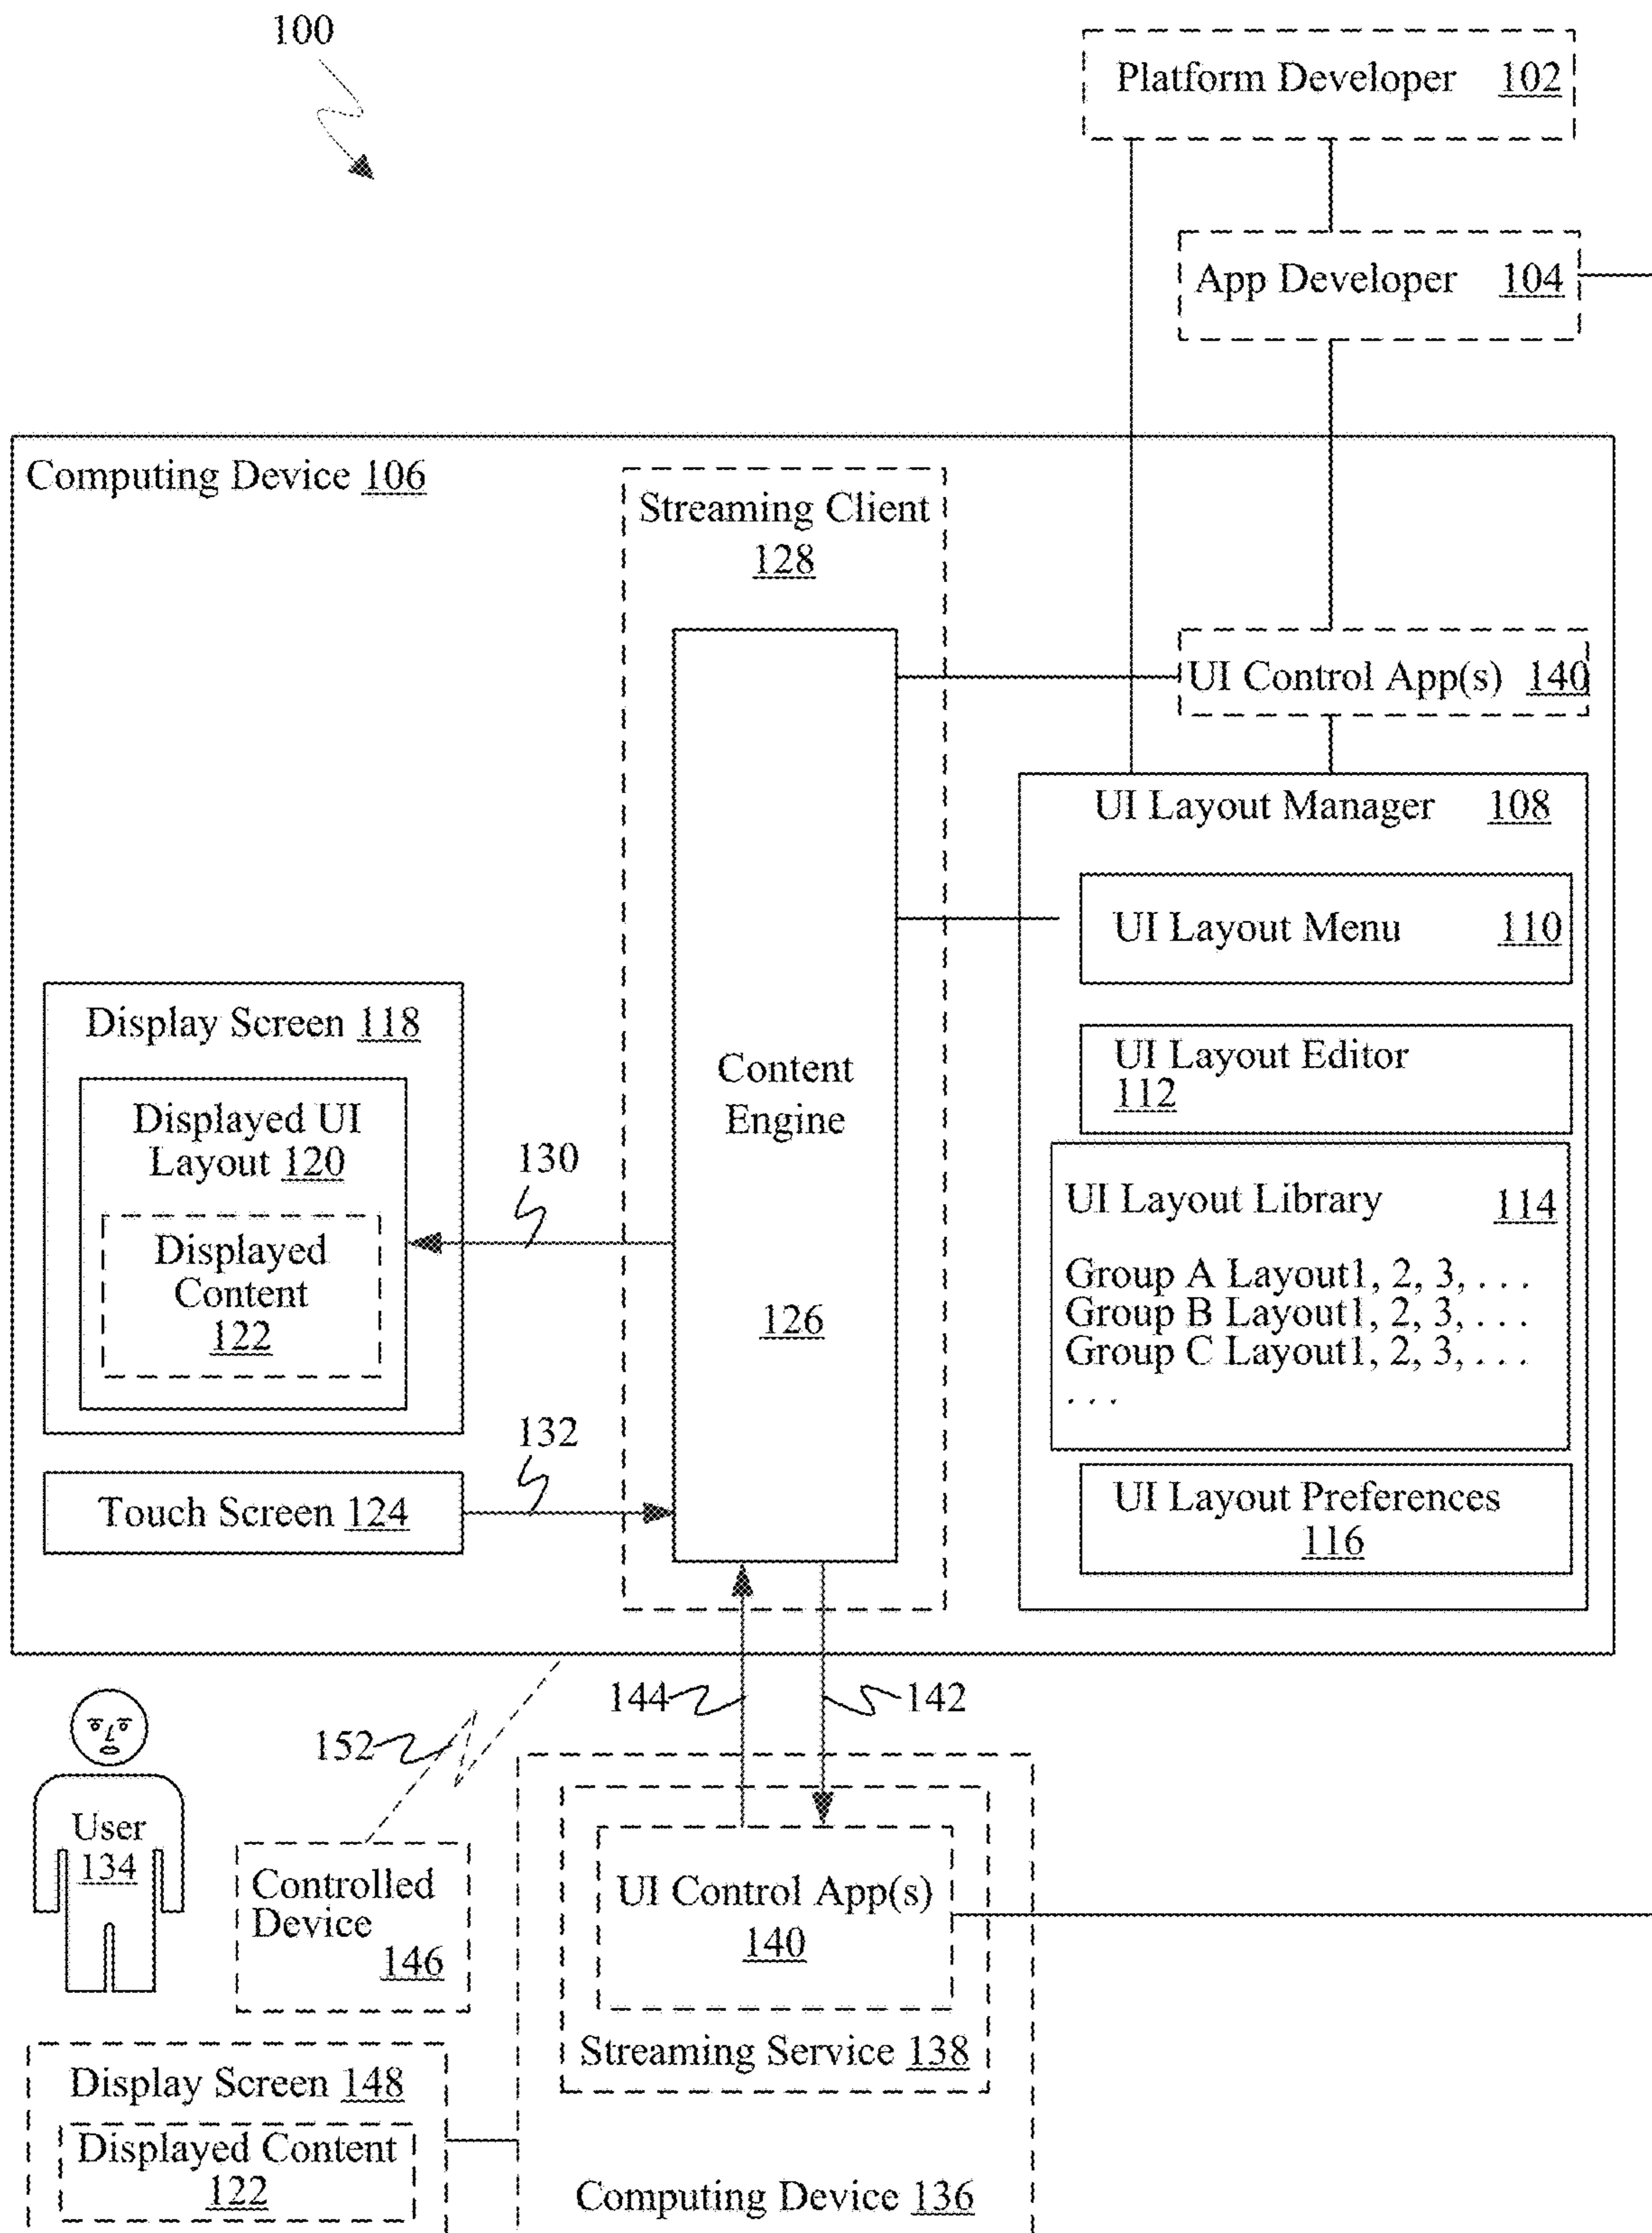 100
Platform Developer 102
App Developer 104
Computing Device 106
Streaming Client
128
UI Control App(s) 140
UI Layout Manager 108
UI Layout Menu 110
UI Layout Editor
112
UI Layout Library 114
Group A Layout1, 2, 3, . . .
Group B Layout1, 2, 3, . . .
Group C Layout1, 2, 3, . . .
. . .
UI Layout Preferences
116
Content
Engine
126
Display Screen 118
Displayed UI
Layout 120
Displayed
Content
122
130
132
Touch Screen 124
144
142
152
User
134
Controlled
Device
146
UI Control App(s)
140
Streaming Service 138
Display Screen 148
Displayed Content
122
Computing Device 136